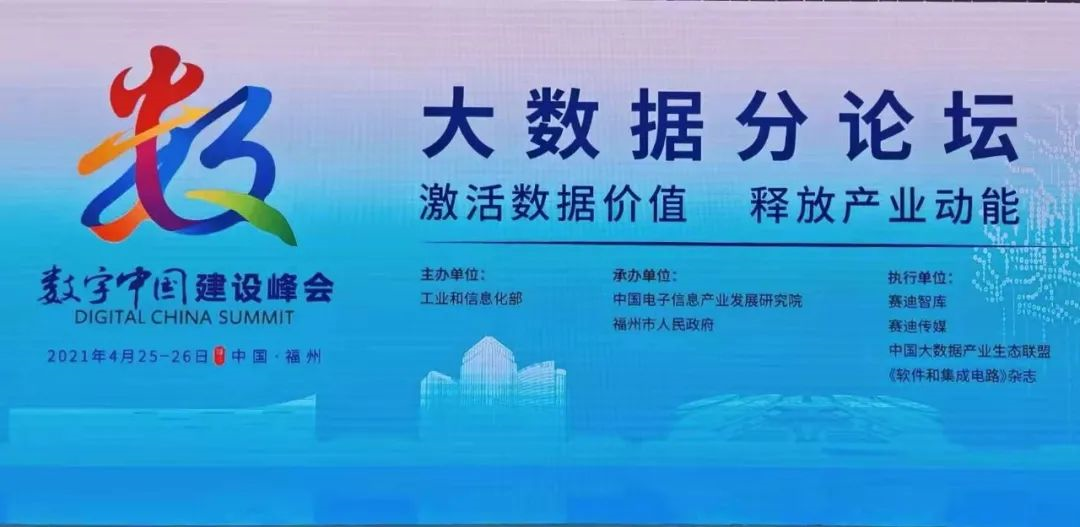 数
数字中国建设峰会
DIGITAL CHINA SUMMIT
2021年4月25-26日 中国·福州
大数据分论坛
激活数据价值 释放产业动能
主办单位:
工业和信息化部
承办单位:
中国电子信息产业发展研究院
福州市人民政府
执行单位:
赛迪智库
赛迪传媒
中国大数据产业生态联盟
《软件和集成电路》杂志